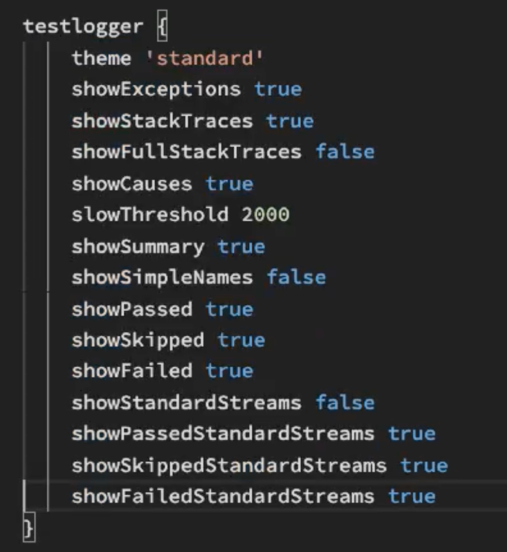 testlogger {
    theme 'standard'
    showExceptions true
    showStackTraces true
    showFullStackTraces false
    showCauses true
    slowThreshold 2000
    showSummary true
    showSimpleNames false
    showPassed true
    showSkipped true
    showFailed true
    showStandardStreams false
    showPassedStandardStreams true
    showSkippedStandardStreams true
    showFailedStandardStreams true
}